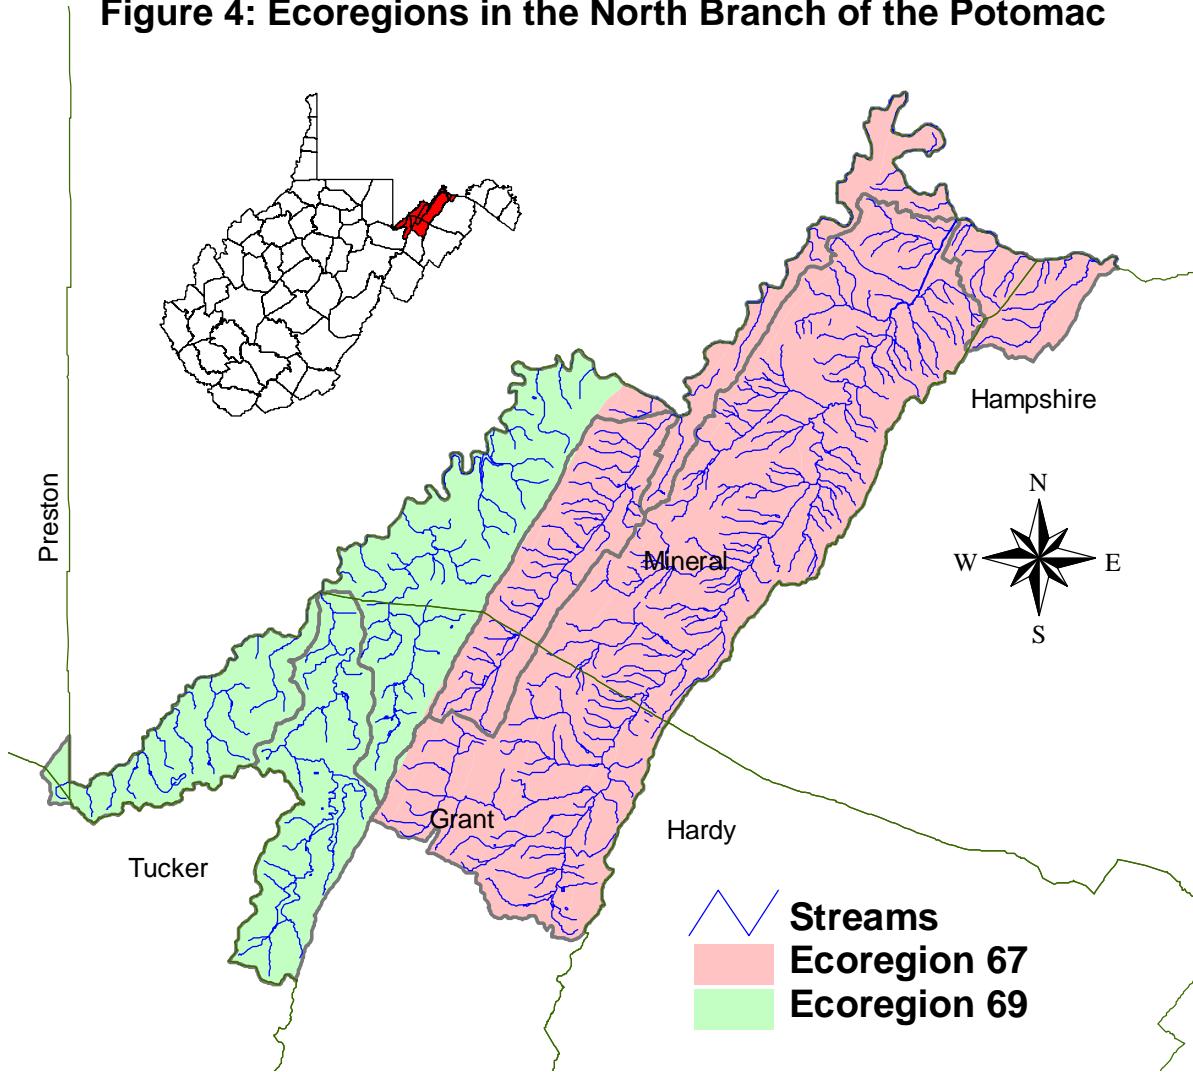 Figure 4: Ecoregions in the North Branch of the Potomac
Hampshire
Preston
N
W
E
S
Mineral
Grant
Hardy
Tucker
Streams
Ecoregion 67
Ecoregion 69